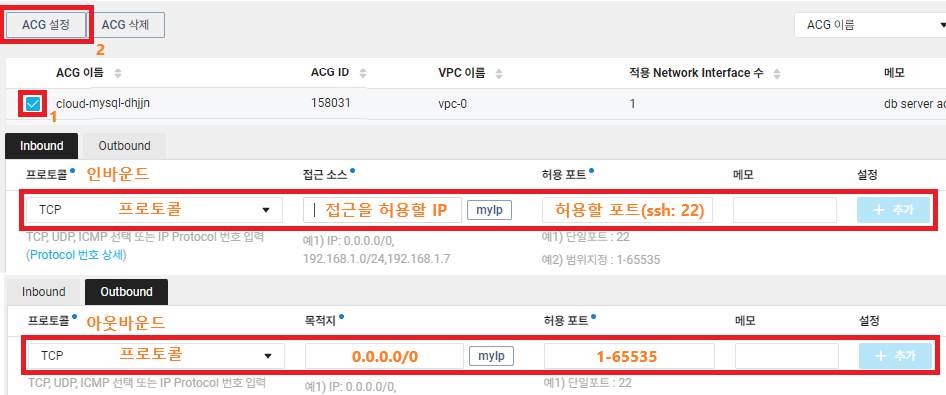 ACG 설정 ACG 삭제 ACG 이름
2
ACG 이름 ACG ID VPC 이름 적용 Network Interface 수 메모
cloud-mysql-dhjjn 158031 vpc-0 1 db server ac
1
Inbound Outbound
프로토콜 인바운드 접근 소스 허용 포트 메모 설정
TCP 프로토콜 접근을 허용할 IP myIp 허용할 포트(ssh: 22) + 추가
TCP, UDP, ICMP 선택 또는 IP Protocol 번호 입력 예1) IP: 0.0.0.0/0, 예1) 단일포트 : 22
(Protocol 번호 상세) 192.168.1.0/24,192.168.1.7 예2) 범위지정 : 1-65535
Inbound Outbound
프로토콜 아웃바운드 목적지 허용 포트 메모 설정
TCP 프로토콜 0.0.0.0/0 myIp 1-65535 + 추가
TCP, UDP, ICMP 선택 또는 IP Protocol 번호 입력 예1) IP: 0.0.0.0/0, 예1) 단일포트 : 22